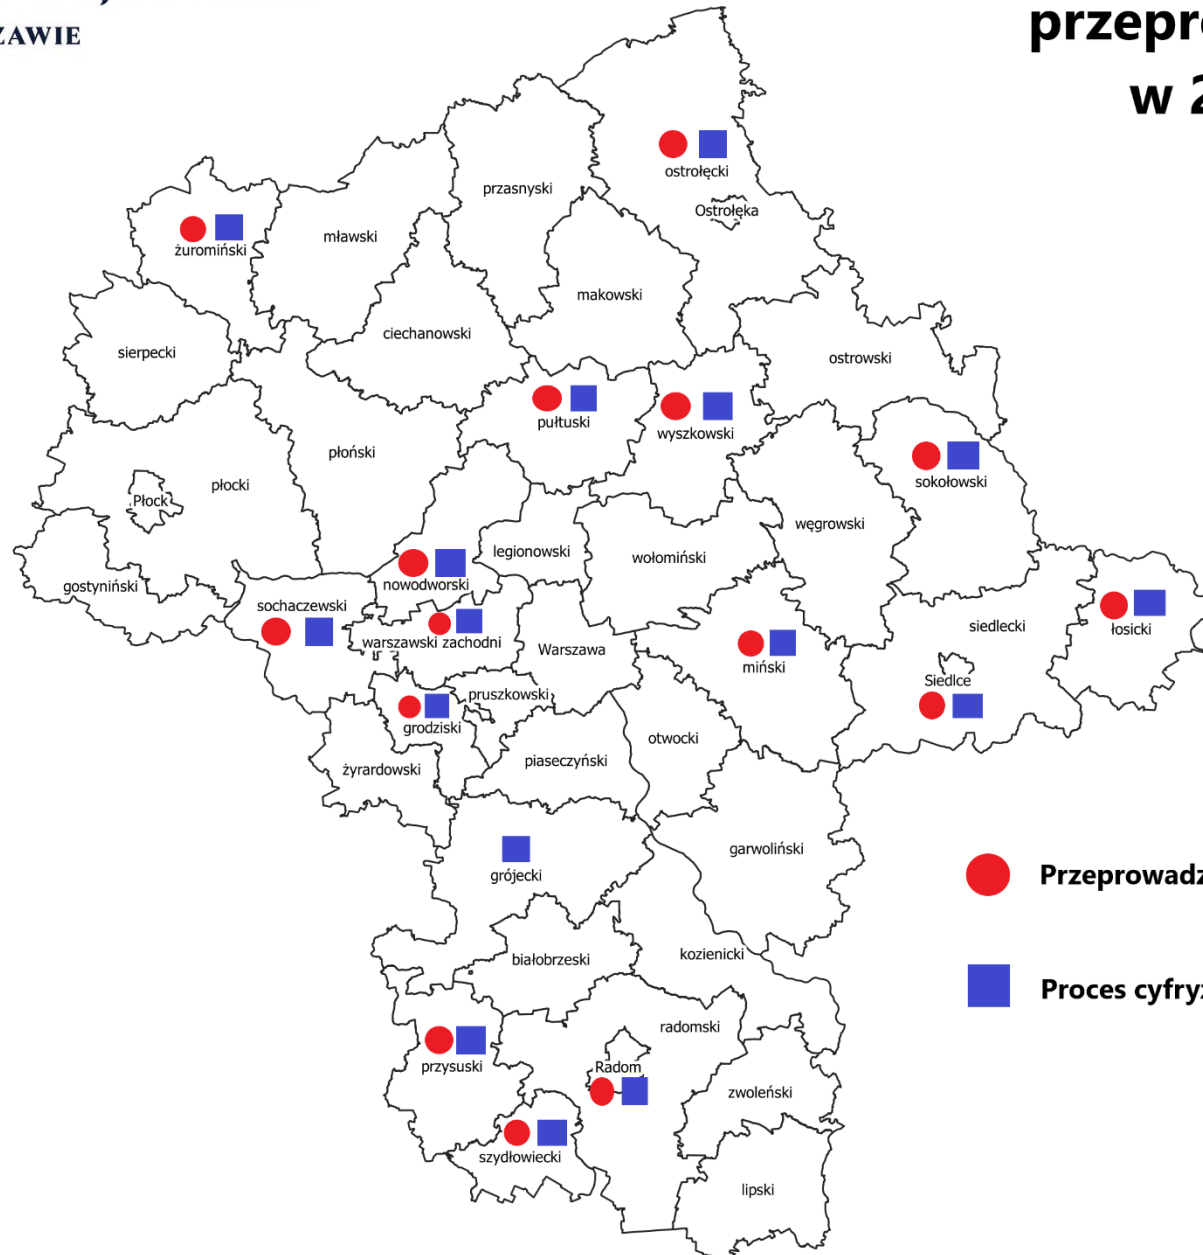 ZAWIE
przepro
w 2
ostrołęcki
przasnyski
Ostrołęka
mławski
żuromiński
makowski
ciechanowski
sierpecki
ostrowski
pułtuski
wyszkowski
płoński
sokołowski
płocki
Płock
węgrowski
legionowski
wołomiński
nowodworski
gostyniński
sochaczewski
siedlecki
łosicki
warszawski zachodni
Warszawa
miński
Siedlce
pruszkowski
grodziski
otwocki
piaseczyński
żyrardowski
garwoliński
grójecki
Przeprowadz
kozienicki
białobrzeski
Proces cyfryz
radomski
przysuski
Radom
zwoleński
szydłowiecki
lipski